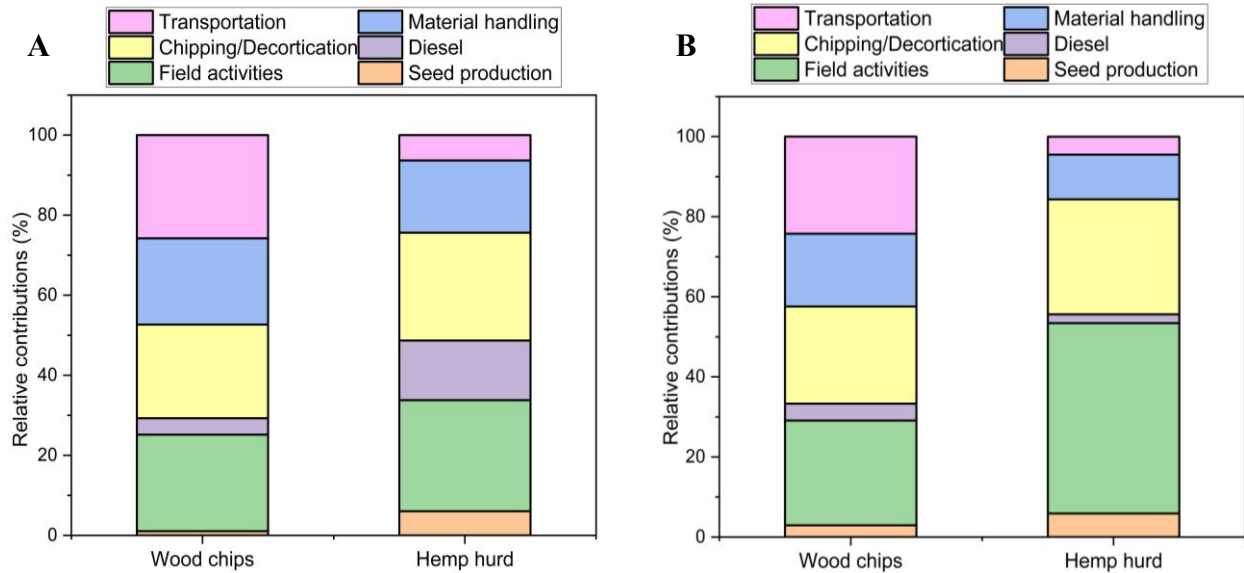 A
Transportation
Material handling
Chipping/Decortication
Diesel
Field activities
Seed production
Relative contributions (%)
100
80
60
40
20
0
Wood chips
Hemp hurd
B
Transportation
Material handling
Chipping/Decortication
Diesel
Field activities
Seed production
Relative contributions (%)
100
80
60
40
20
0
Wood chips
Hemp hurd